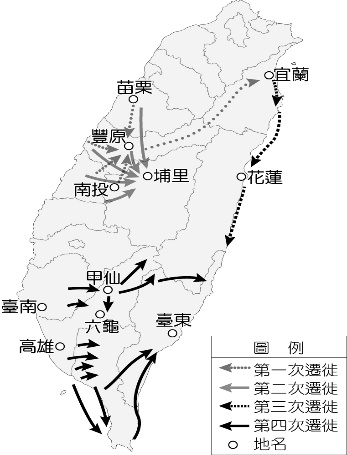 宜蘭
苗栗
豐原
埔里
花蓮
南投
甲仙
臺南
六龜
臺東
高雄
圖 例
第一次遷徙
第二次遷徙
第三次遷徙
第四次遷徙
地名